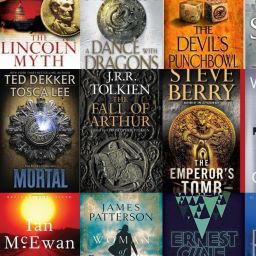 THE
LINCOLN
MYTH
A DANCE WITH
DRAGONS
THE
DEVIL'S
PUNCHBOWL
TED DEKKER
TOSCA LEE
MORTAL
J.R.R.
TOLKIEN
THE
FALL OF
ARTHUR
STEVE
BERRY
THE
EMPEROR'S
TOMB
Ian
McEwan
JAMES
PATTERSON
WOMAN
ERNEST